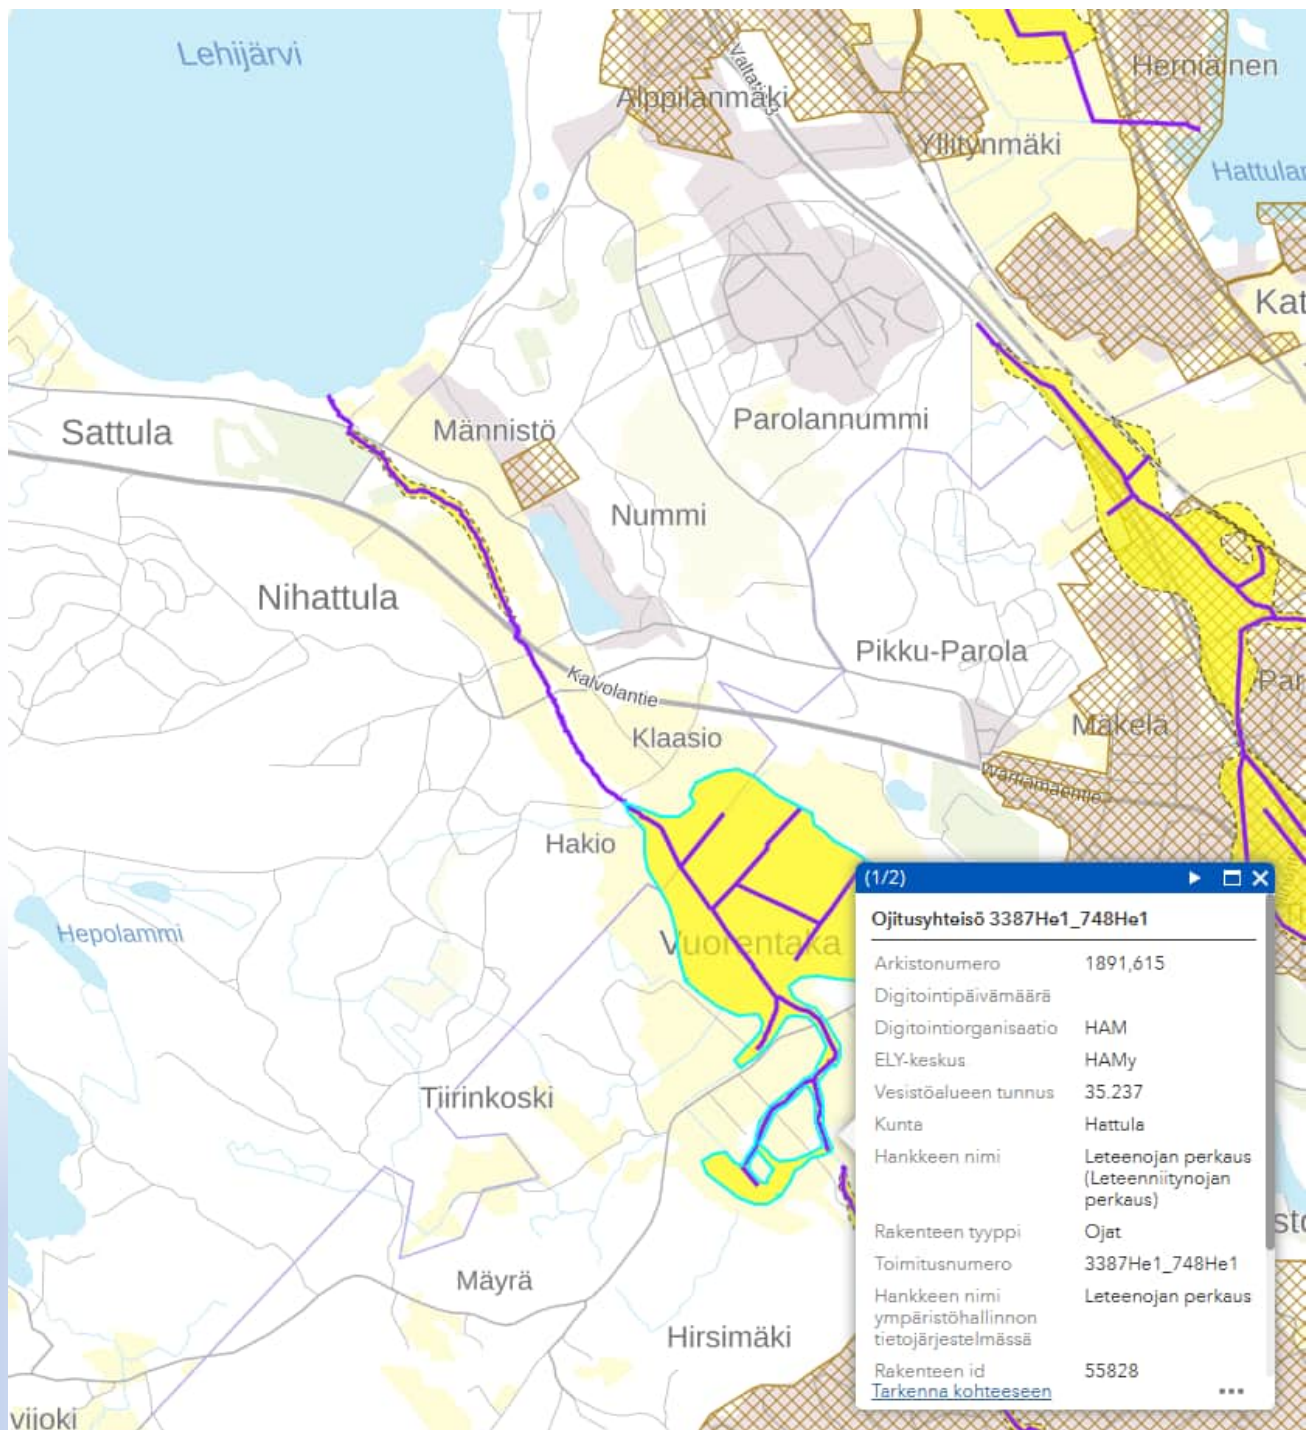 Lehijärvi
Valtatie 3
Alppilanmäki
Herniäinen
Yllitynmäki
Sattula
Männistö
Parolannummi
Nummi
Nihattula
Pikku-Parola
Kalvolantie
Klaasio
Mäkelä
Hakio
Hepolammi
Vuorentaka
Tiirinkoski
Mäyrä
Hirsimäki
(1/2)
Ojitusyhteisö 3387He1_748He1
Arkistonumero 1891,615
Digitointipäivämäärä
Digitointiorganisaatio HAM
ELY-keskus HAMy
Vesistöalueen tunnus 35.237
Kunta Hattula
Hankkeen nimi Leteenojan perkaus
(Leteenniitynojan
perkaus)
Rakenteen tyyppi Ojat
Toimitusnumero 3387He1_748He1
Hankkeen nimi Leteenojan perkaus
ympäristöhallinnon
tietojärjestelmässä
Rakenteen id 55828
Tarkenna kohteeseen